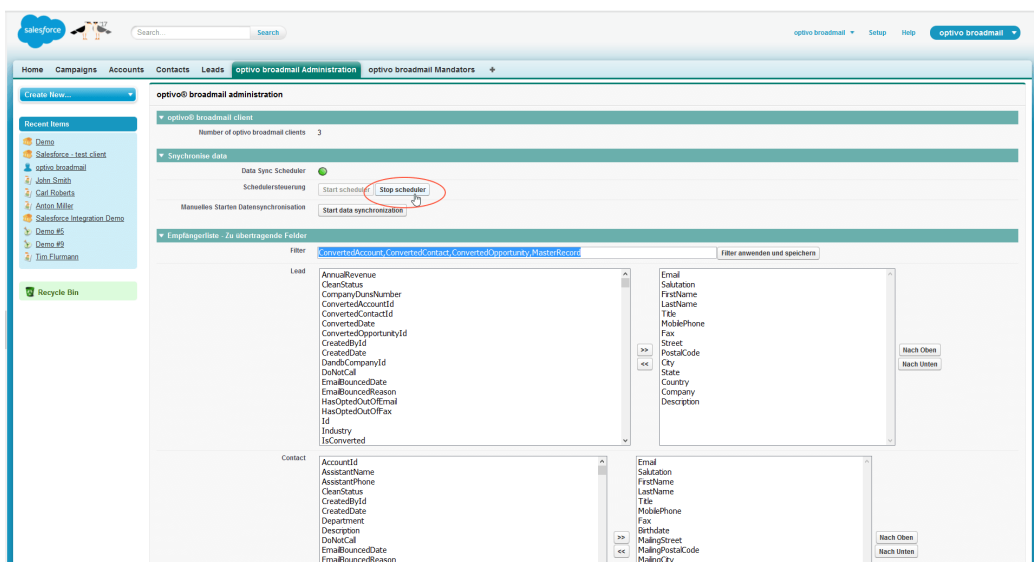 salesforce
Search...
Search
optivo broadmail
Setup
Help
optivo broadmail
Home Campaigns Accounts Contacts Leads optivo broadmail Administration optivo broadmail Mandators +
Create New...
optivo® broadmail administration
Recent Items
Demo
Salesforce - test client
optivo broadmail
John Smith
Carl Roberts
Anton Miller
Salesforce Integration Demo
Demo #5
Demo #9
Tim Flurmann
Recycle Bin
optivo® broadmail client
Number of optivo broadmail clients 3
Snychronise data
Data Sync Scheduler
Schedulersteuerung Start scheduler Stop scheduler
Manuelles Starten Datensynchronisation Start data synchronization
Empfängerliste - Zu übertragende Felder
Filter ConvertedAccount,ConvertedContact,ConvertedOpportunity,MasterRecord Filter anwenden und speichern
Lead
AnnualRevenue
CleanStatus
CompanyDunsNumber
ConvertedAccountId
ConvertedContactId
ConvertedDate
ConvertedOpportunityId
CreatedById
CreatedDate
DandbCompanyId
DoNotCall
EmailBouncedDate
EmailBouncedReason
HasOptedOutOfEmail
HasOptedOutOfFax
Id
Industry
IsConverted
>>
<<
Email
Salutation
FirstName
LastName
Title
MobilePhone
Fax
Street
PostalCode
City
State
Country
Company
Description
Nach Oben
Nach Unten
Contact
AccountId
AssistantName
AssistantPhone
CleanStatus
CreatedById
CreatedDate
Department
Description
DoNotCall
EmailBouncedDate
EmailBouncedReason
>>
<<
Email
Salutation
FirstName
LastName
Title
MobilePhone
Fax
Birthdate
MailingStreet
MailingPostalCode
MailingCity
Nach Oben
Nach Unten